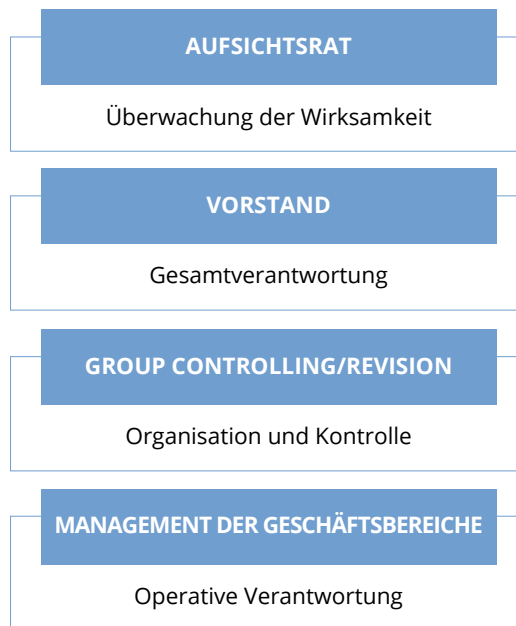 AUFSICHTSRAT
Überwachung der Wirksamkeit
VORSTAND
Gesamtverantwortung
GROUP CONTROLLING/REVISION
Organisation und Kontrolle
MANAGEMENT DER GESCHÄFTSBEREICHE
Operative Verantwortung